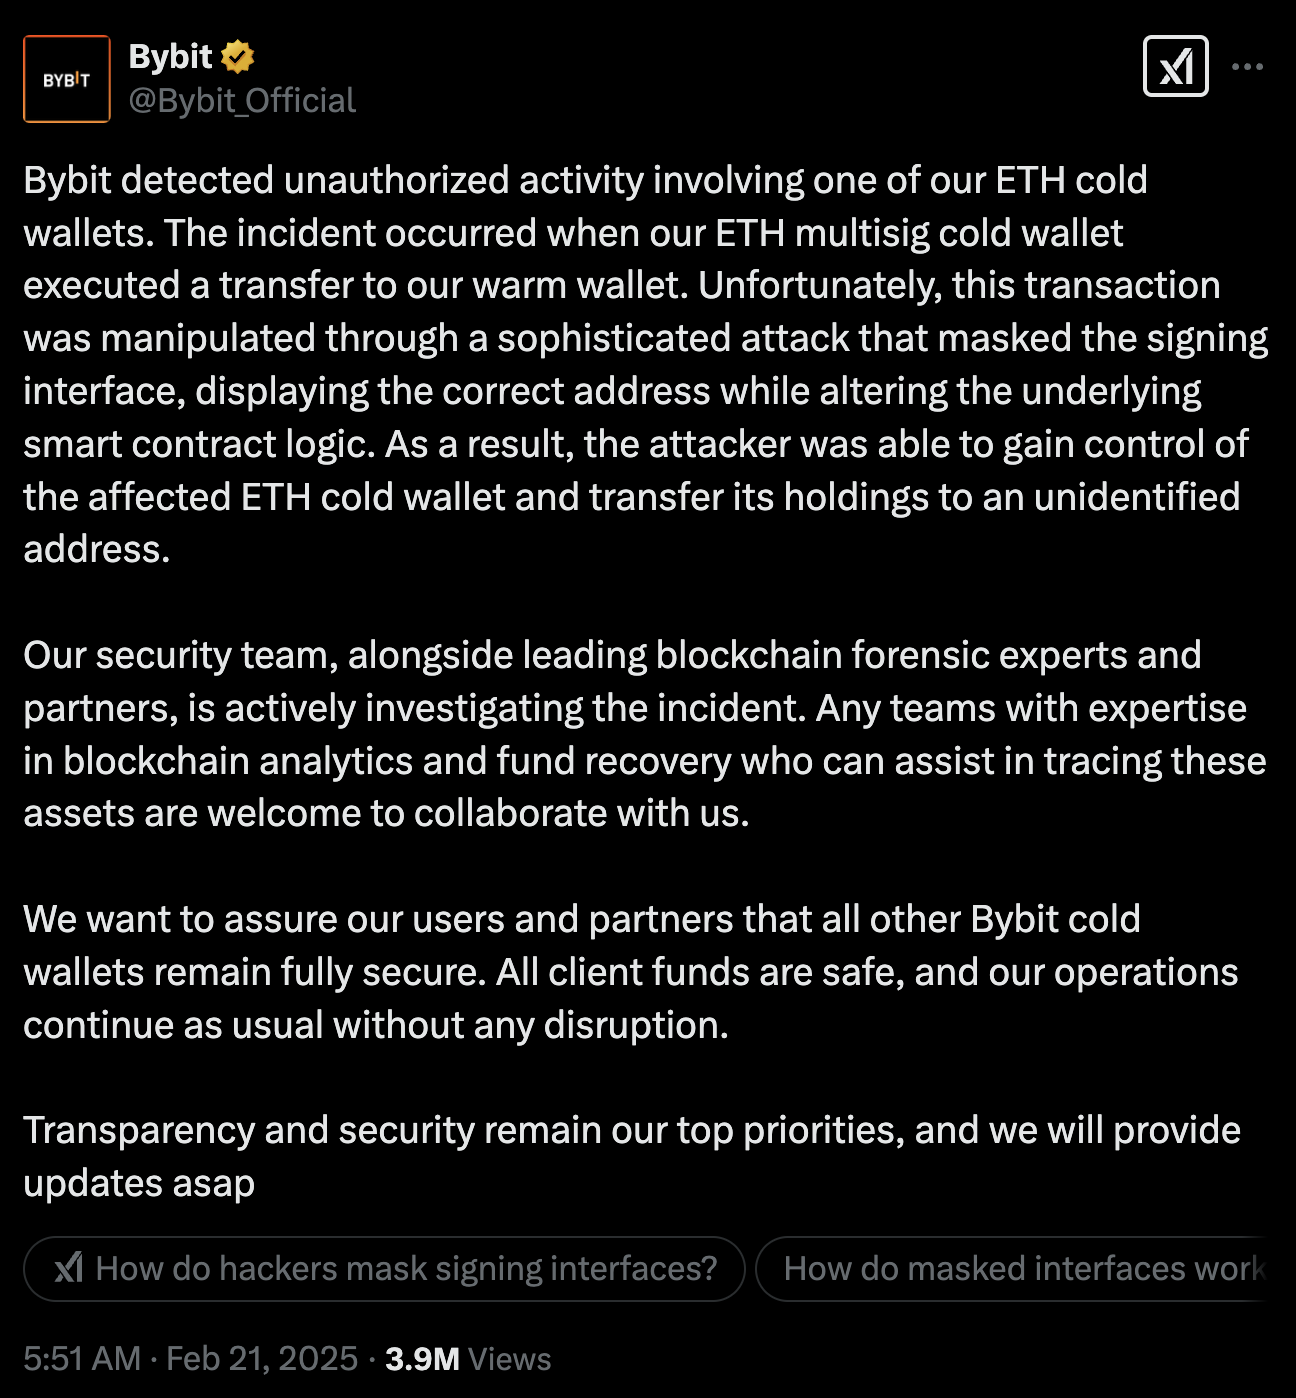 BYBIT
Bybit
@Bybit_Official
Bybit detected unauthorized activity involving one of our ETH cold
wallets. The incident occurred when our ETH multisig cold wallet
executed a transfer to our warm wallet. Unfortunately, this transaction
was manipulated through a sophisticated attack that masked the signing
interface, displaying the correct address while altering the underlying
smart contract logic. As a result, the attacker was able to gain control of
the affected ETH cold wallet and transfer its holdings to an unidentified
address.
Our security team, alongside leading blockchain forensic experts and
partners, is actively investigating the incident. Any teams with expertise
in blockchain analytics and fund recovery who can assist in tracing these
assets are welcome to collaborate with us.
We want to assure our users and partners that all other Bybit cold
wallets remain fully secure. All client funds are safe, and our operations
continue as usual without any disruption.
Transparency and security remain our top priorities, and we will provide
updates asap
How do hackers mask signing interfaces? How do masked interfaces work
5:51 AM · Feb 21, 2025 · 3.9M Views